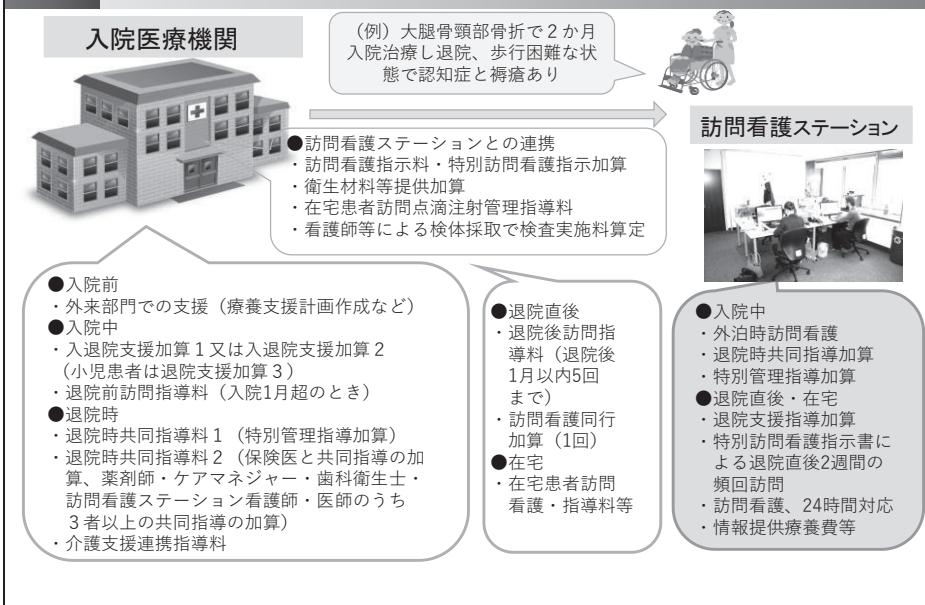 入院医療機関
(例)大腿骨頸部骨折で2か月
入院治療し退院、歩行困難な状
態で認知症と褥瘡あり
訪問看護ステーション
●訪問看護ステーションとの連携
・訪問看護指示料・特別訪問看護指示加算
・衛生材料等提供加算
・在宅患者訪問点滴注射管理指導料
・看護師等による検体採取で検査実施料算定
●入院前
・外来部門での支援(療養支援計画作成など)
●入院中
・入退院支援加算1又は入退院支援加算2
(小児患者は退院支援加算3)
・退院前訪問指導料(入院1月超のとき)
●退院時
・退院時共同指導料1(特別管理指導加算)
・退院時共同指導料2(保険医と共同指導の加
算、薬剤師・ケアマネジャー・歯科衛生士・
訪問看護ステーション看護師・医師のうち
3者以上の共同指導の加算)
・介護支援連携指導料
●退院直後
・退院後訪問指
導料(退院後
1月以内5回
まで)
・訪問看護同行
加算(1回)
●在宅
・在宅患者訪問
看護・指導料等
●入院中
・外泊時訪問看護
・退院時共同指導加算
・特別管理指導加算
●退院直後・在宅
・退院支援指導加算
・特別訪問看護指示書に
よる退院直後2週間の
頻回訪問
・訪問看護、24時間対応
・情報提供療養費等